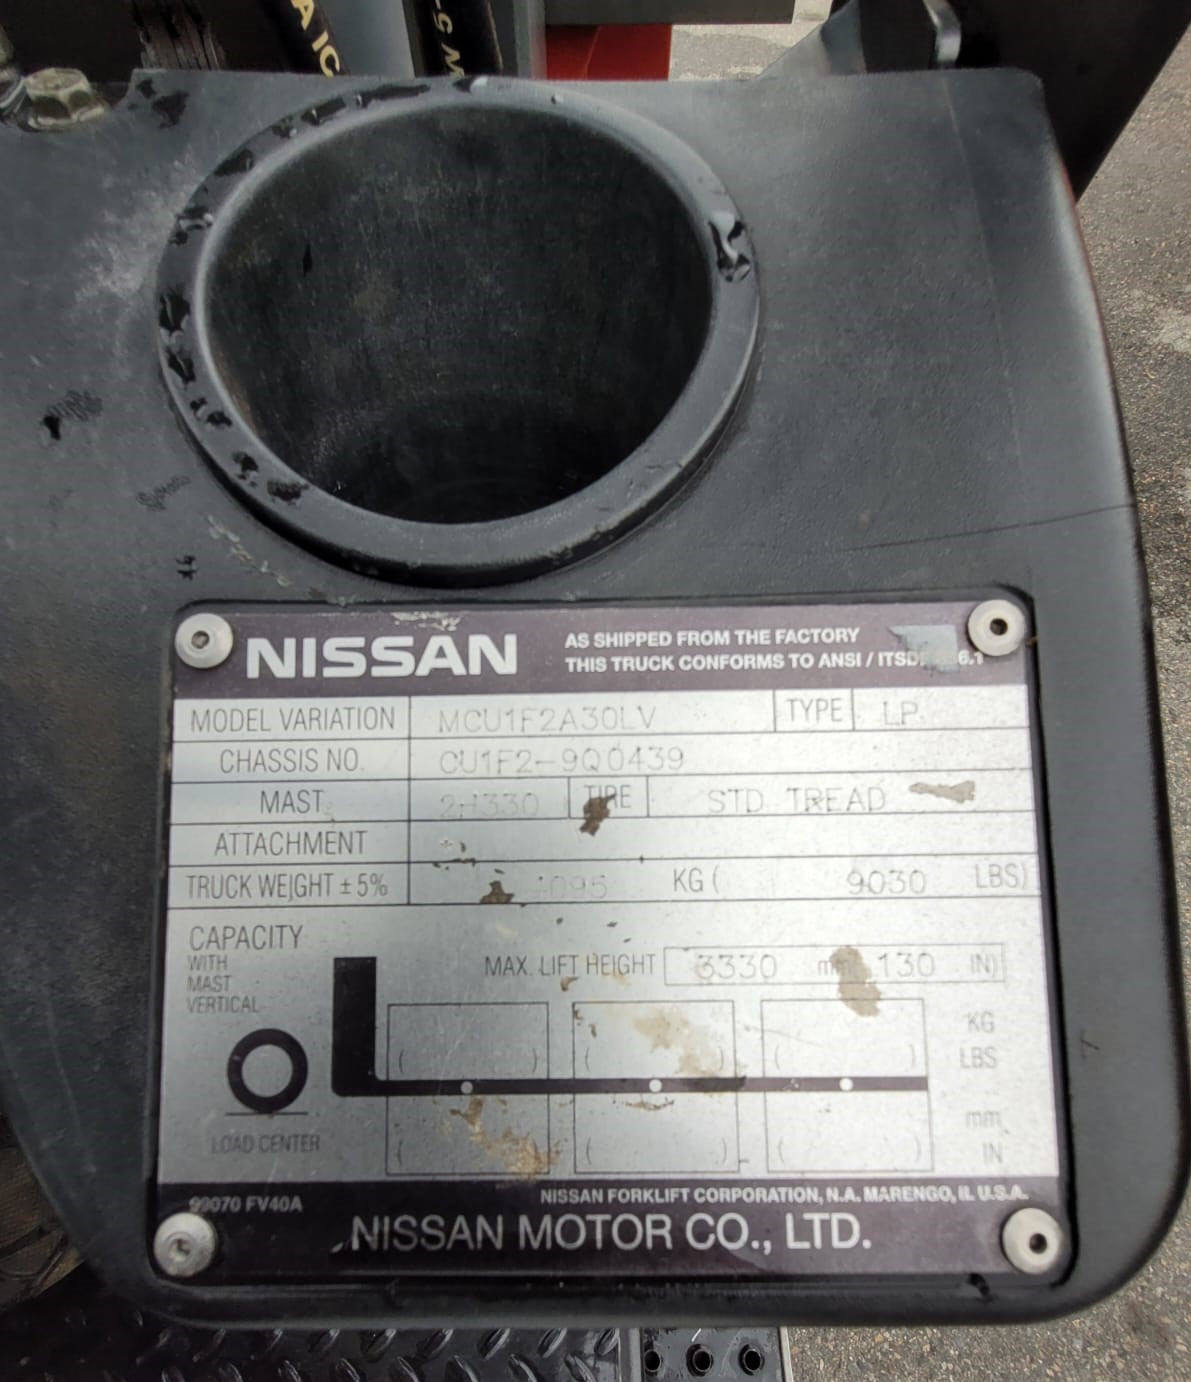 NISSAN
AS SHIPPED FROM THE FACTORY
THIS TRUCK CONFORMS TO ANSI / 6.1
MODEL VARIATION MCU1F2A30LV TYPE LP
CHASSIS NO. CU1F2-9Q0439
MAST 2H330 TIRE STD TREAD
ATTACHMENT
TRUCK WEIGHT ± 5% KG ( 9030 LBS)
CAPACITY
WITH
MAST
VERTICAL
MAX. LIFT HEIGHT 3330 130 IN)
KG
( ) ( ) ( ) LBS
mm
( ( ( IN
LOAD CENTER
99070 FV40A
NISSAN FORKLIFT CORPORATION, N.A. MARENGO, IL U.S.A.
NISSAN MOTOR CO., LTD.